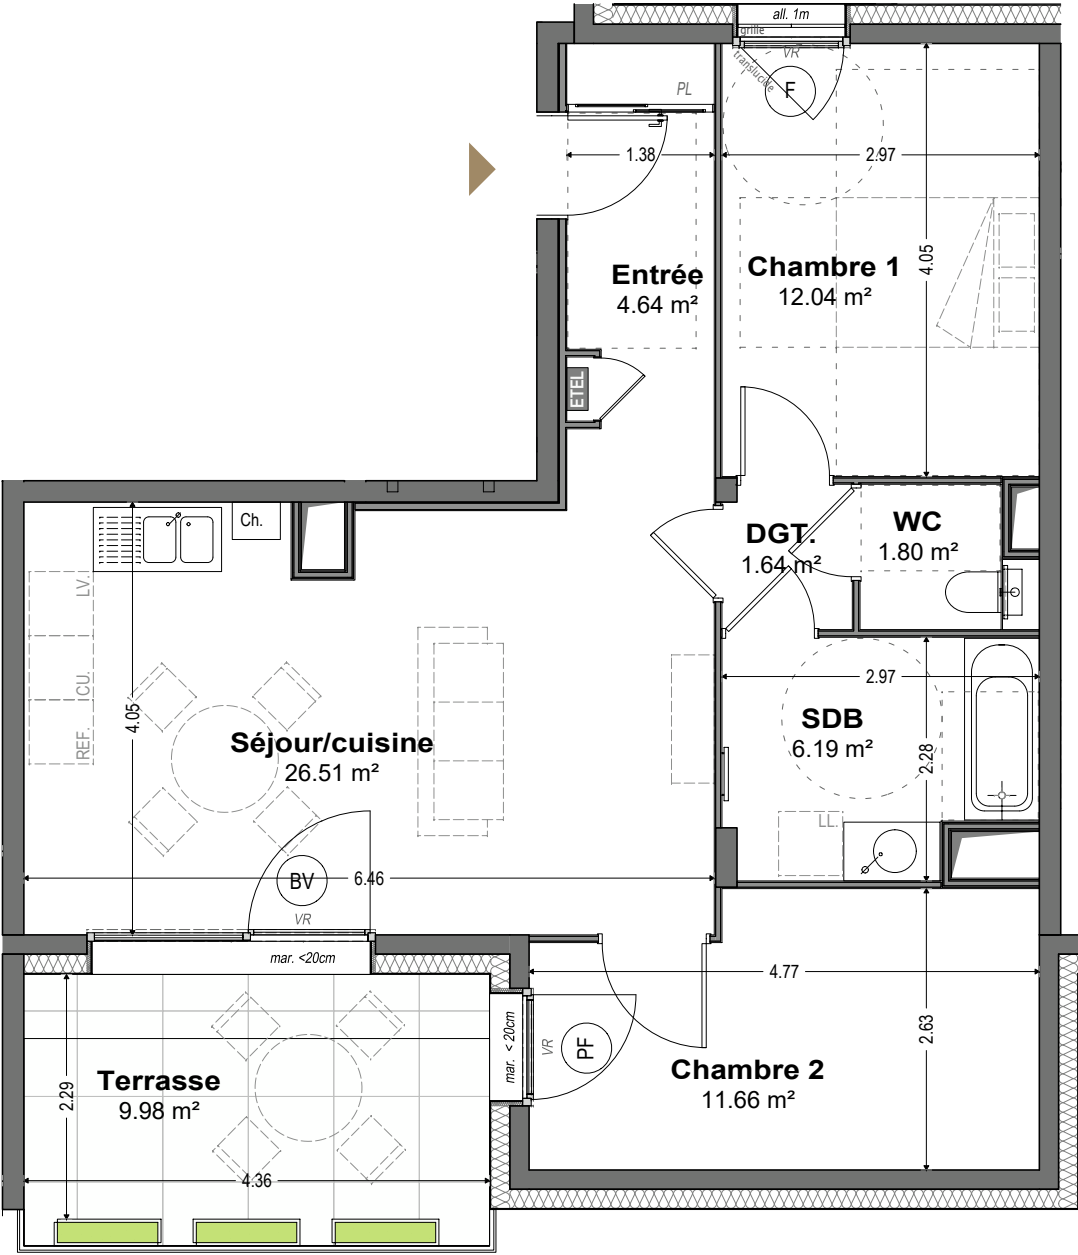 all. 1m
grille
VR
translucide
F
PL
1.38
2.97
4.05
Entrée
4.64 m²
Chambre 1
12.04 m²
ETEL
Ch.
DGT.
1.64 m²
WC
1.80 m²
LV.
CU.
REF.
4.05
Séjour/cuisine
26.51 m²
2.97
SDB
6.19 m²
2.28
LL.
BV
6.46
VR
mar. <20cm
4.77
mar. < 20cm
VR
PF
2.63
Chambre 2
11.66 m²
Terrasse
9.98 m²
2.29
4.36